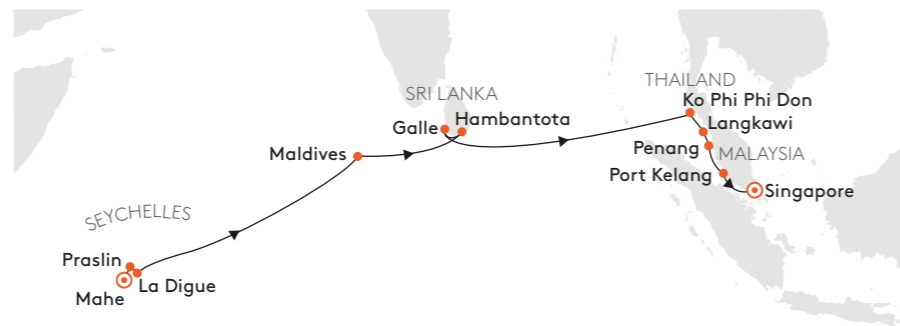 THAILAND
SRI LANKA
Ko Phi Phi Don
Hambantota
Galle
Langkawi
Penang
MALAYSIA
Maldives
Port Kelang
Singapore
SEYCHELLES
Praslin
La Digue
Mahe